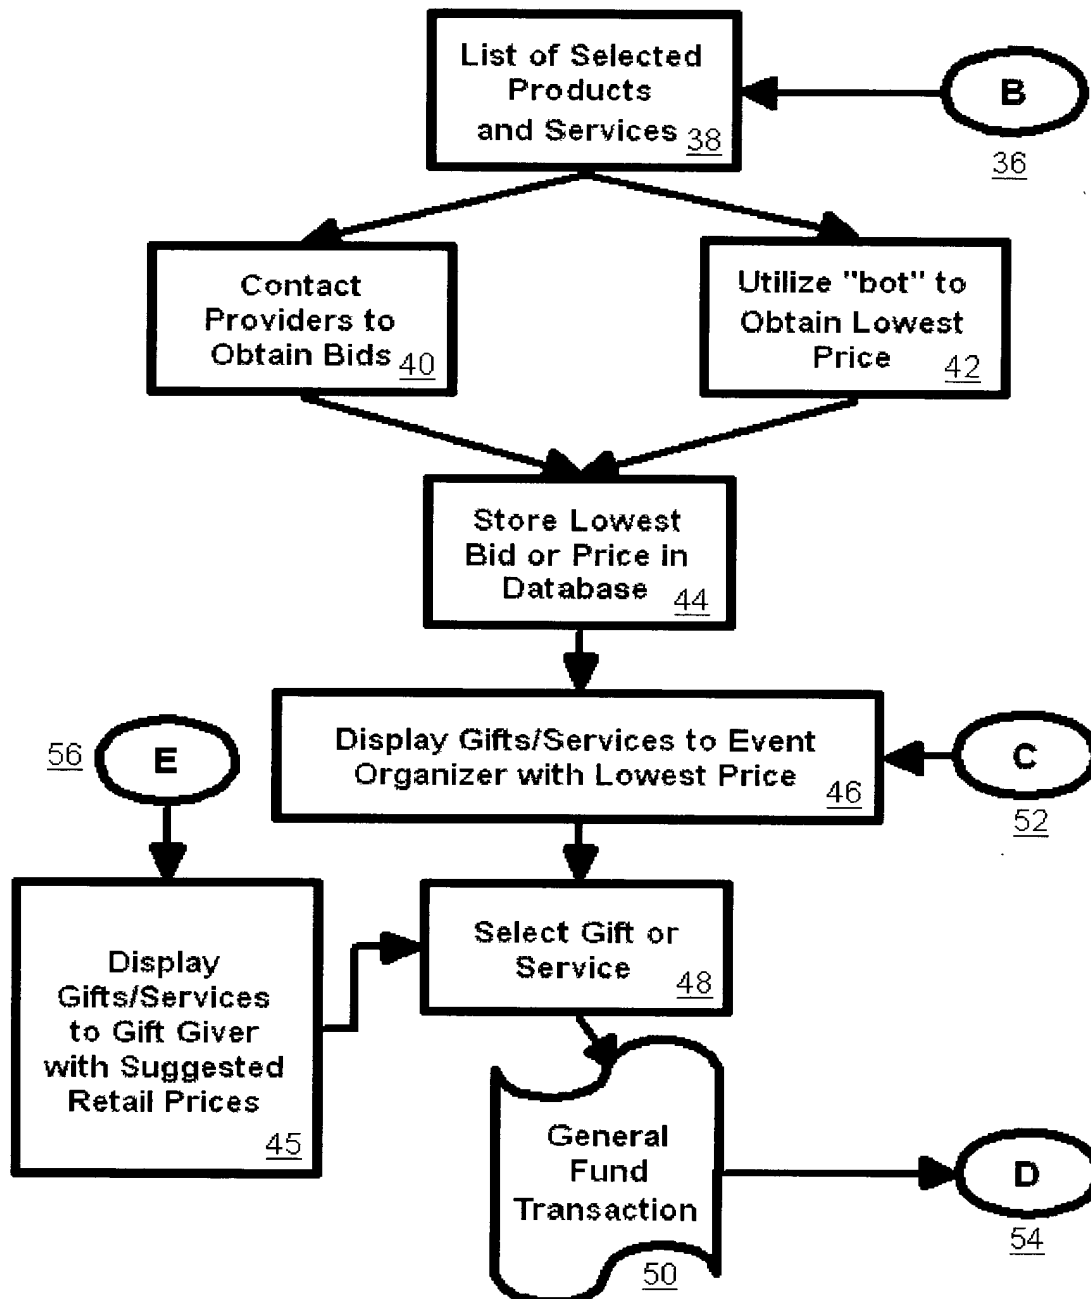 List of Selected
Products
and Services
38
B
36
Contact
Providers to
Obtain Bids
40
Utilize "bot" to
Obtain Lowest
Price
42
Store Lowest
Bid or Price in
Database
44
56
E
Display Gifts/Services to Event
Organizer with Lowest Price
46
C
52
Display
Gifts/Services
to Gift Giver
with Suggested
Retail Prices
45
Select Gift or
Service
48
General
Fund
Transaction
50
D
54